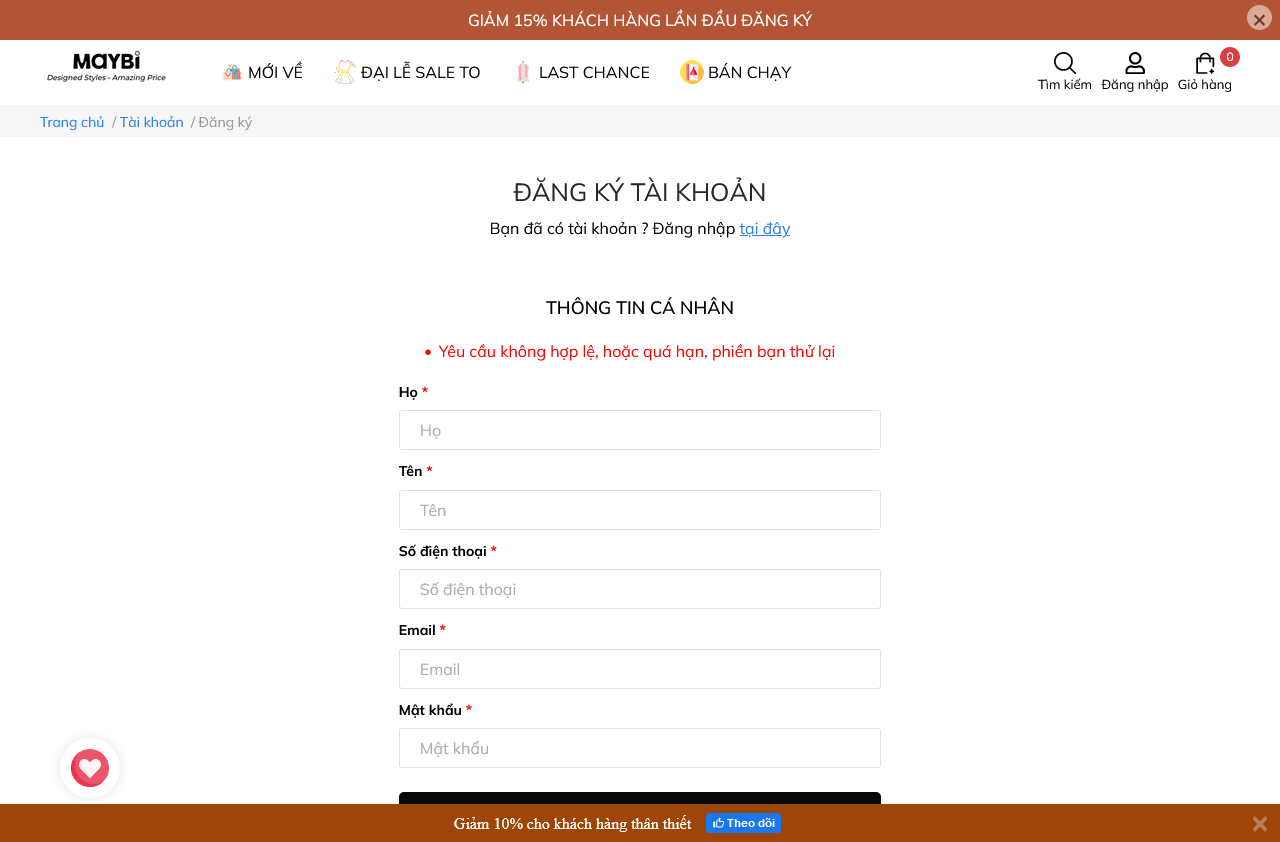 GIẢM 15% KHÁCH HÀNG LẦN ĐẦU ĐĂNG KÝ
MAYBI
Designed Styles - Amazing Price
MỚI VỀ
ĐẠI LỄ SALE TO
LAST CHANCE
BÁN CHẠY
Tìm kiếm
Đăng nhập
0
Giỏ hàng
Trang chủ / Tài khoản / Đăng ký
ĐĂNG KÝ TÀI KHOẢN
Bạn đã có tài khoản ? Đăng nhập tại đây
THÔNG TIN CÁ NHÂN
• Yêu cầu không hợp lệ, hoặc quá hạn, phiền bạn thử lại
Họ *
Họ
Tên *
Tên
Số điện thoại *
Số điện thoại
Email *
Email
Mật khẩu *
Mật khẩu
Giảm 10% cho khách hàng thân thiết
Theo dõi